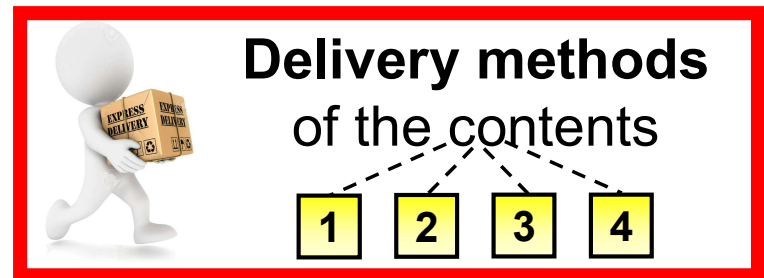 Delivery methods
of the contents
EXPRESS
DELIVERY
EXPRESS
DELIVERY
1 2 3 4